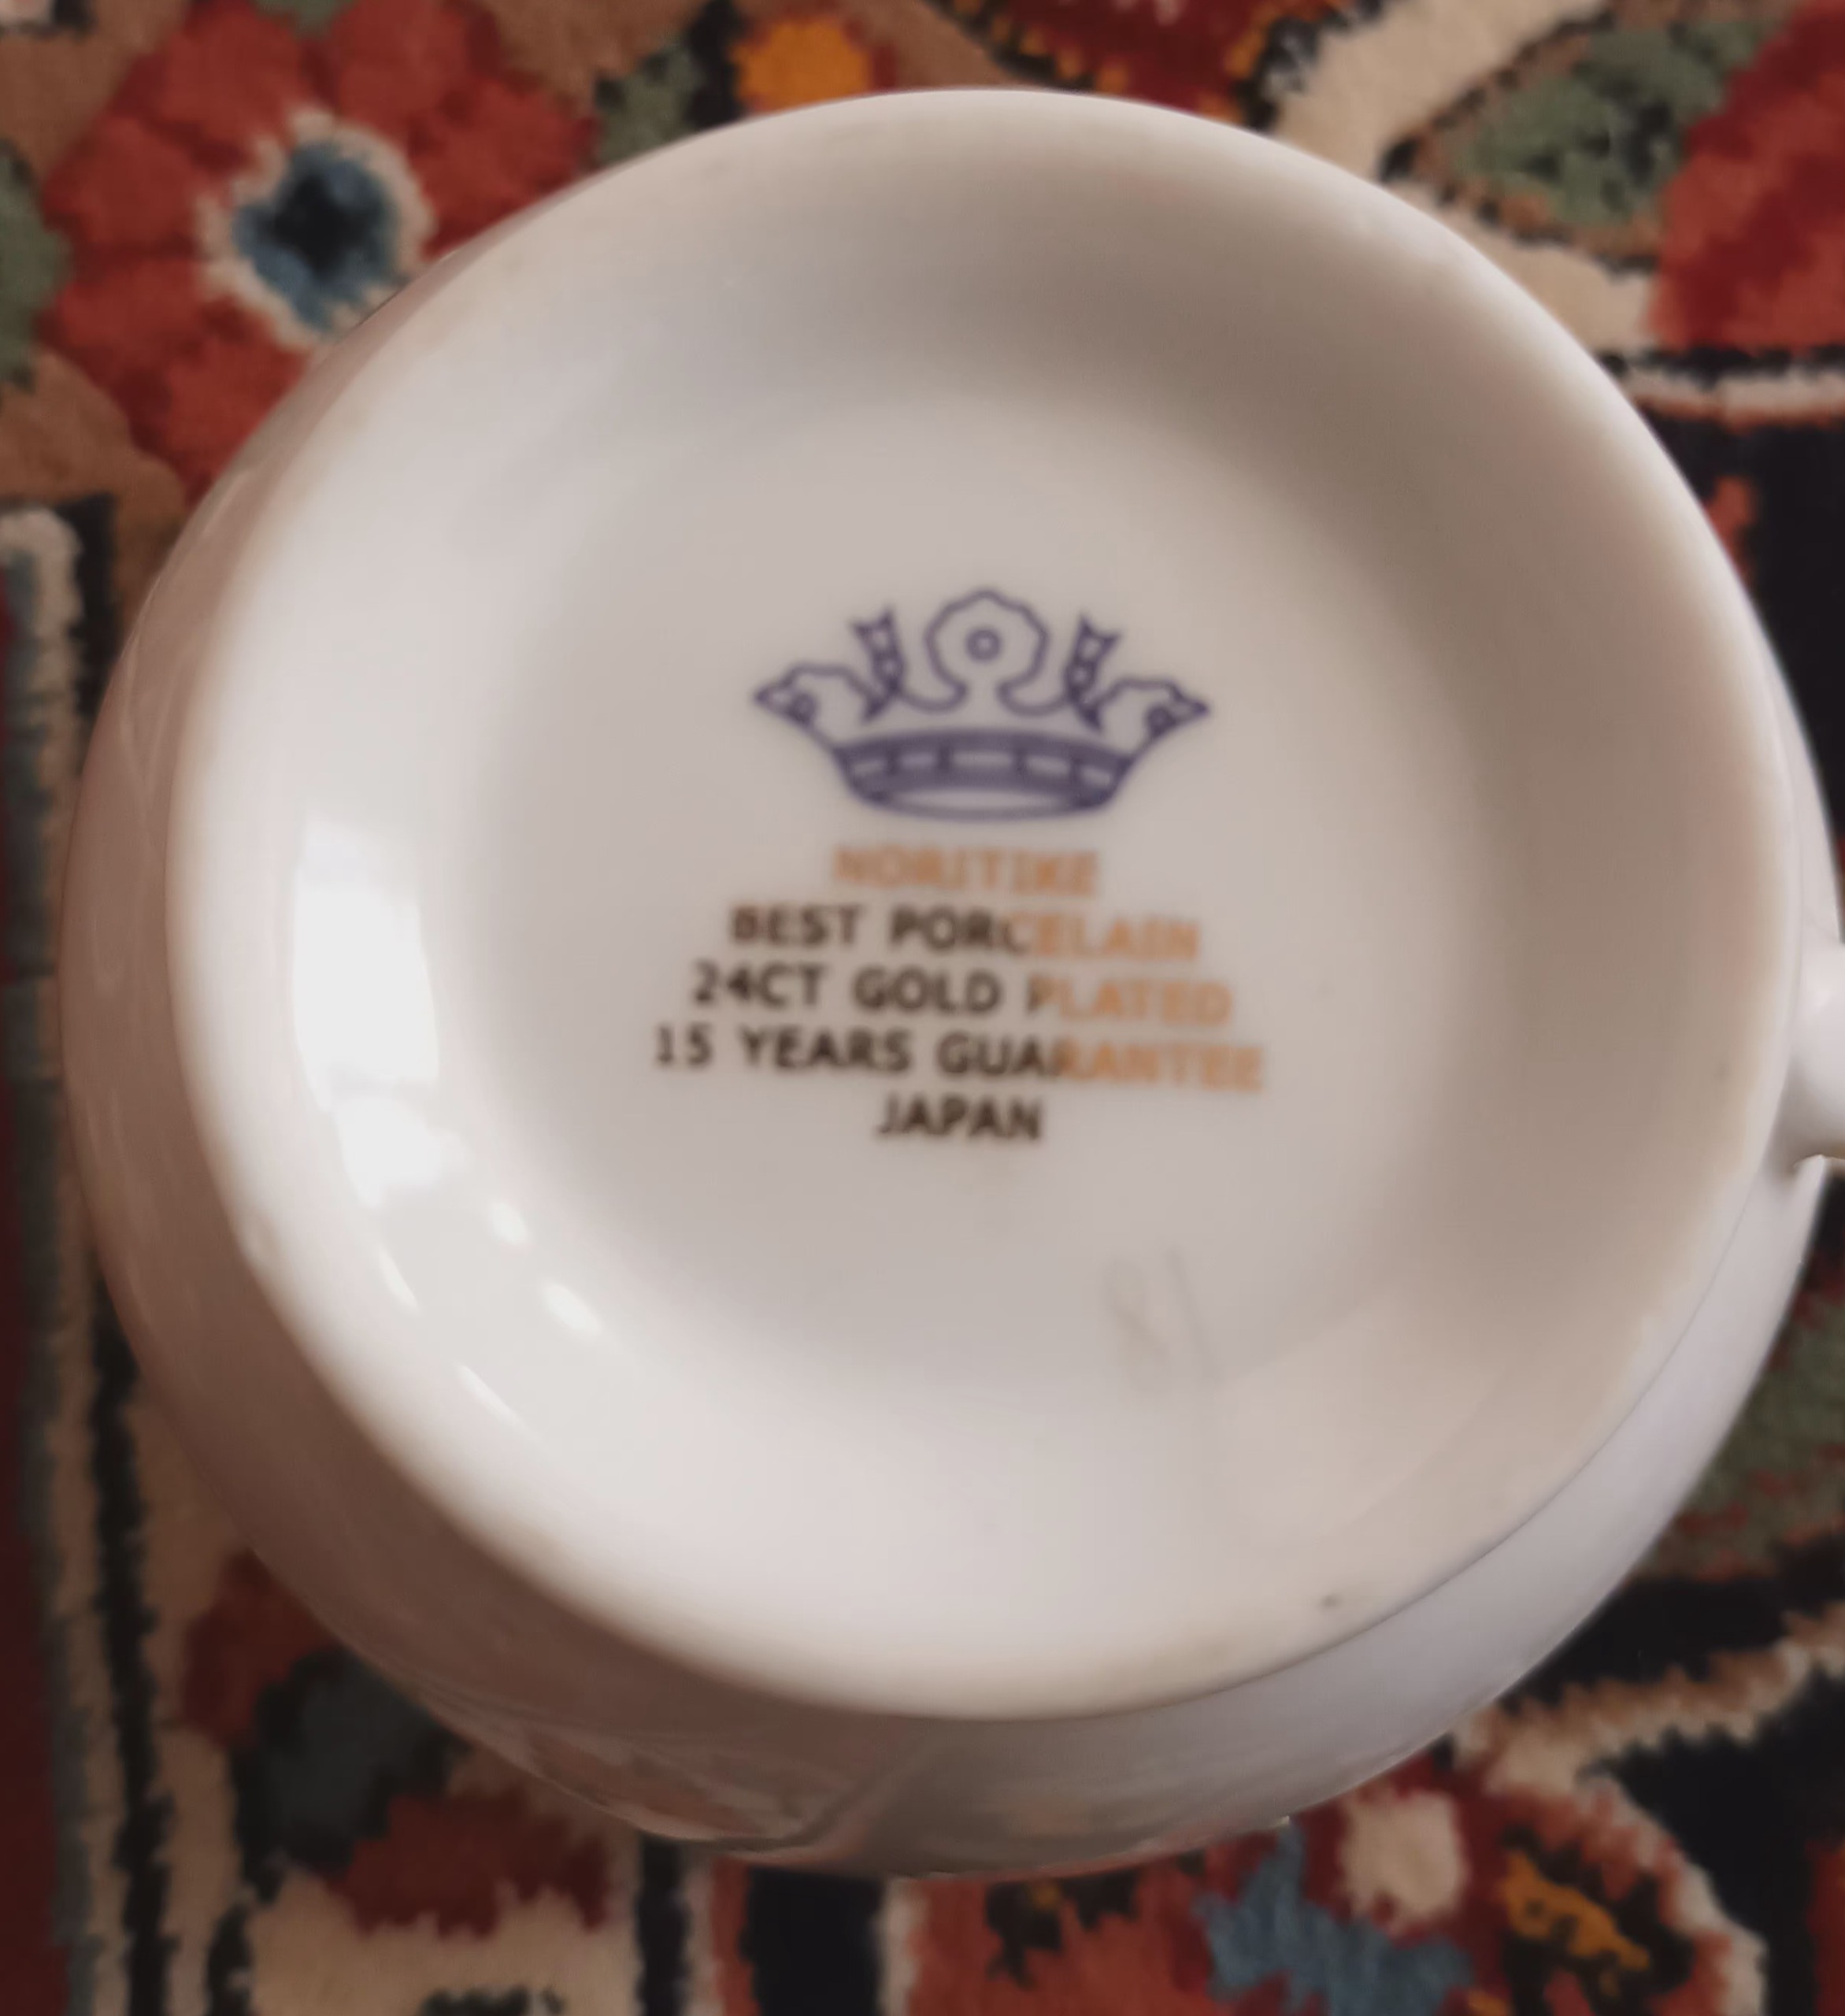 NORITIKE
BEST PORCELAIN
24CT GOLD PLATED
15 YEARS GUARANTEE
JAPAN